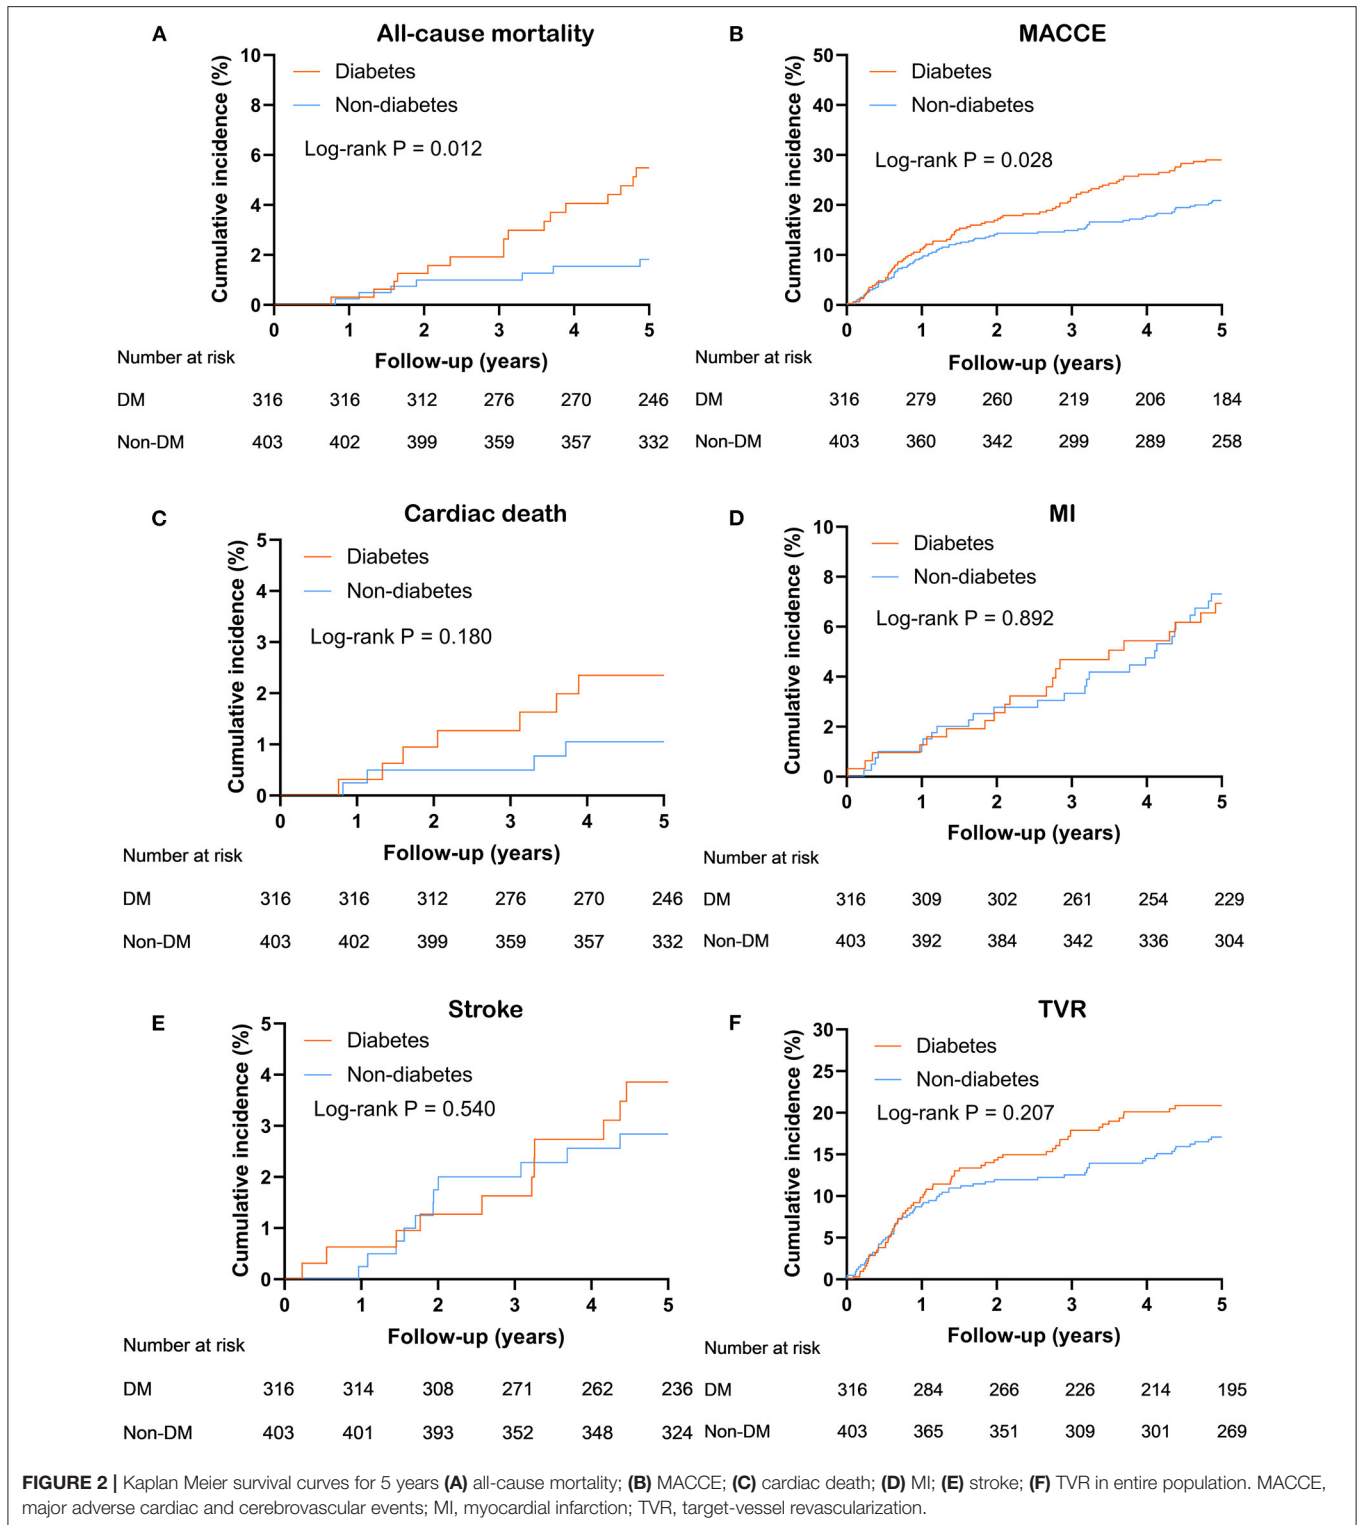 A
All-cause mortality
Cumulative incidence (%)
10
8
6
4
2
0
Diabetes
Non-diabetes
Log-rank P = 0.012
0 1 2 3 4 5
Follow-up (years)
Number at risk
DM 316 316 312 276 270 246
Non-DM 403 402 399 359 357 332
B
MACCE
Cumulative incidence (%)
50
40
30
20
10
0
Diabetes
Non-diabetes
Log-rank P = 0.028
0 1 2 3 4 5
Follow-up (years)
Number at risk
DM 316 279 260 219 206 184
Non-DM 403 360 342 299 289 258
C
Cardiac death
Cumulative incidence (%)
5
4
3
2
1
0
Diabetes
Non-diabetes
Log-rank P = 0.180
0 1 2 3 4 5
Follow-up (years)
Number at risk
DM 316 316 312 276 270 246
Non-DM 403 402 399 359 357 332
D
MI
Cumulative incidence (%)
10
8
6
4
2
0
Diabetes
Non-diabetes
Log-rank P = 0.892
0 1 2 3 4 5
Follow-up (years)
Number at risk
DM 316 309 302 261 254 229
Non-DM 403 392 384 342 336 304
E
Stroke
Cumulative incidence (%)
5
4
3
2
1
0
Diabetes
Non-diabetes
Log-rank P = 0.540
0 1 2 3 4 5
Follow-up (years)
Number at risk
DM 316 314 308 271 262 236
Non-DM 403 401 393 352 348 324
F
TVR
Cumulative incidence (%)
30
25
20
15
10
5
0
Diabetes
Non-diabetes
Log-rank P = 0.207
0 1 2 3 4 5
Follow-up (years)
Number at risk
DM 316 284 266 226 214 195
Non-DM 403 365 351 309 301 269
FIGURE 2 | Kaplan Meier survival curves for 5 years (A) all-cause mortality; (B) MACCE; (C) cardiac death; (D) MI; (E) stroke; (F) TVR in entire population. MACCE,
major adverse cardiac and cerebrovascular events; MI, myocardial infarction; TVR, target-vessel revascularization.